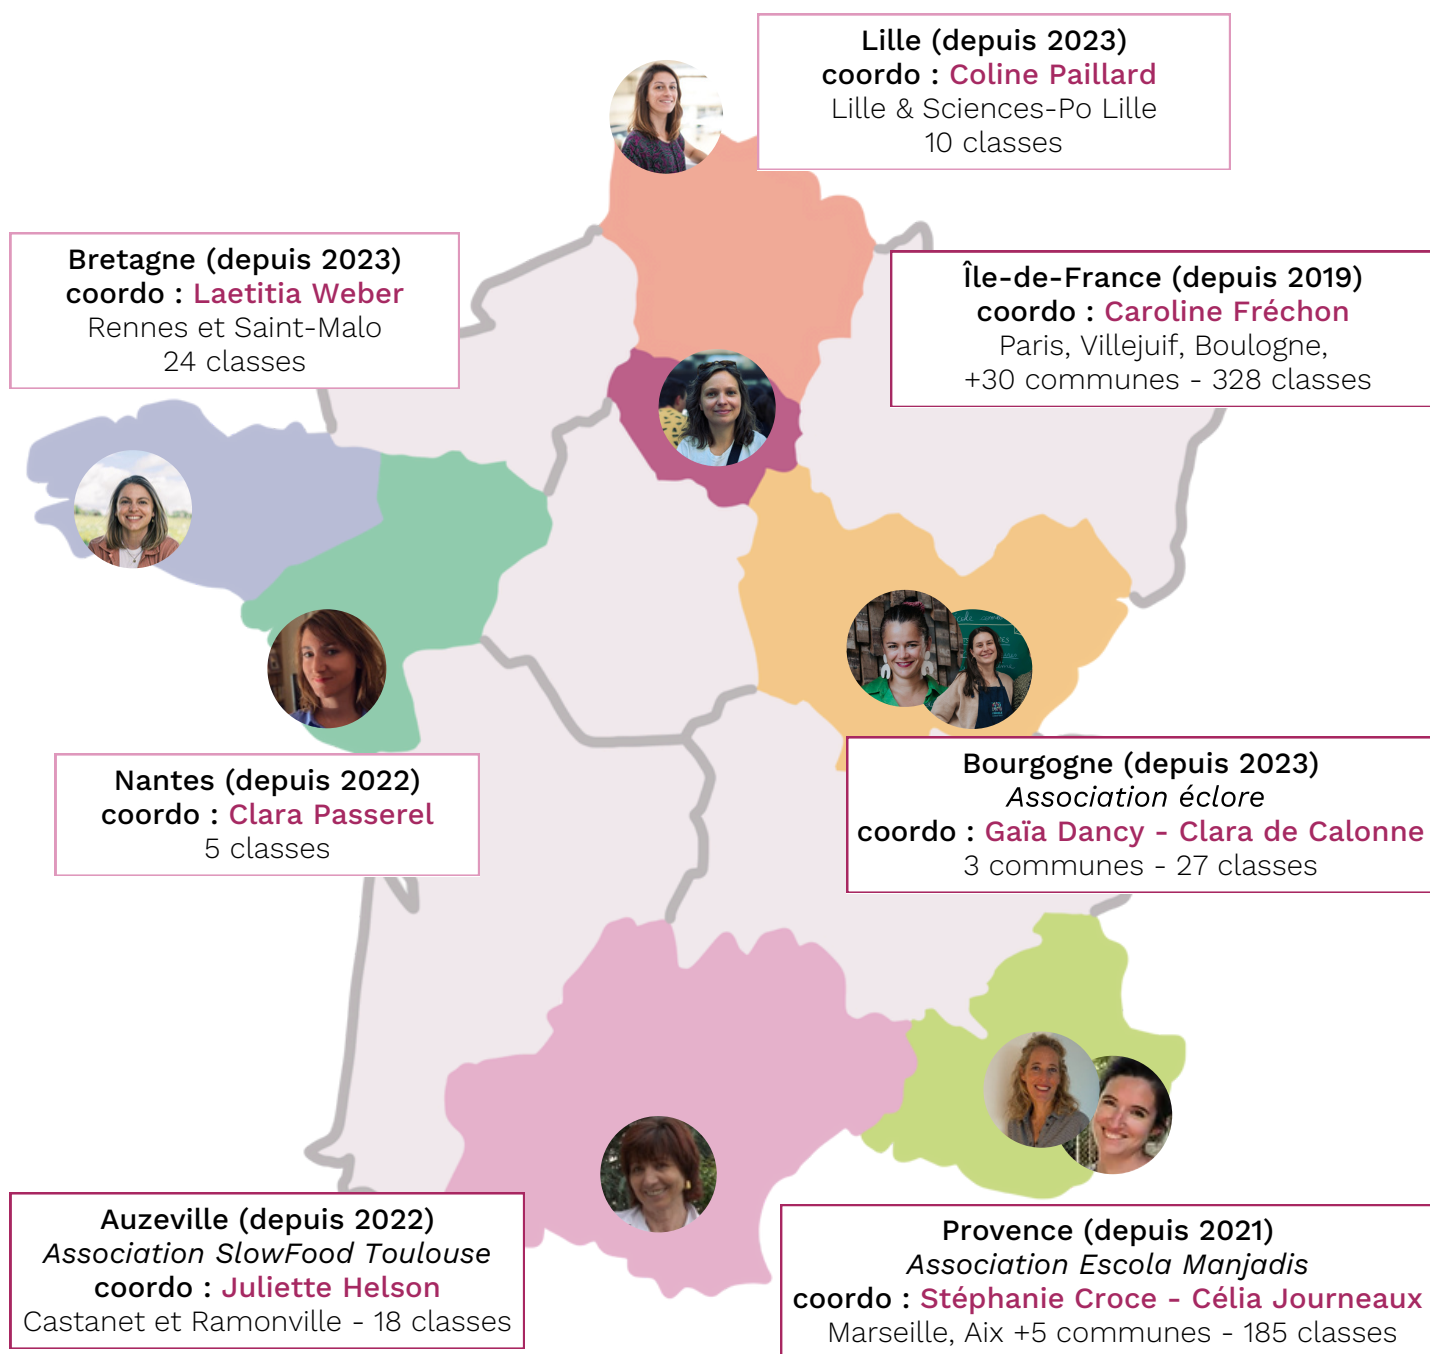 Lille (depuis 2023)
coordo : Coline Paillard
Lille & Sciences-Po Lille
10 classes
Bretagne (depuis 2023)
coordo : Laetitia Weber
Rennes et Saint-Malo
24 classes
Île-de-France (depuis 2019)
coordo : Caroline Fréchon
Paris, Villejuif, Boulogne,
+30 communes - 328 classes
Nantes (depuis 2022)
coordo : Clara Passerel
5 classes
Bourgogne (depuis 2023)
Association éclore
coordo : Gaïa Dancy - Clara de Calonne
3 communes - 27 classes
Auzeville (depuis 2022)
Association SlowFood Toulouse
coordo : Juliette Helson
Castanet et Ramonville - 18 classes
Provence (depuis 2021)
Association Escola Manjadis
coordo : Stéphanie Croce - Célia Journeaux
Marseille, Aix +5 communes - 185 classes